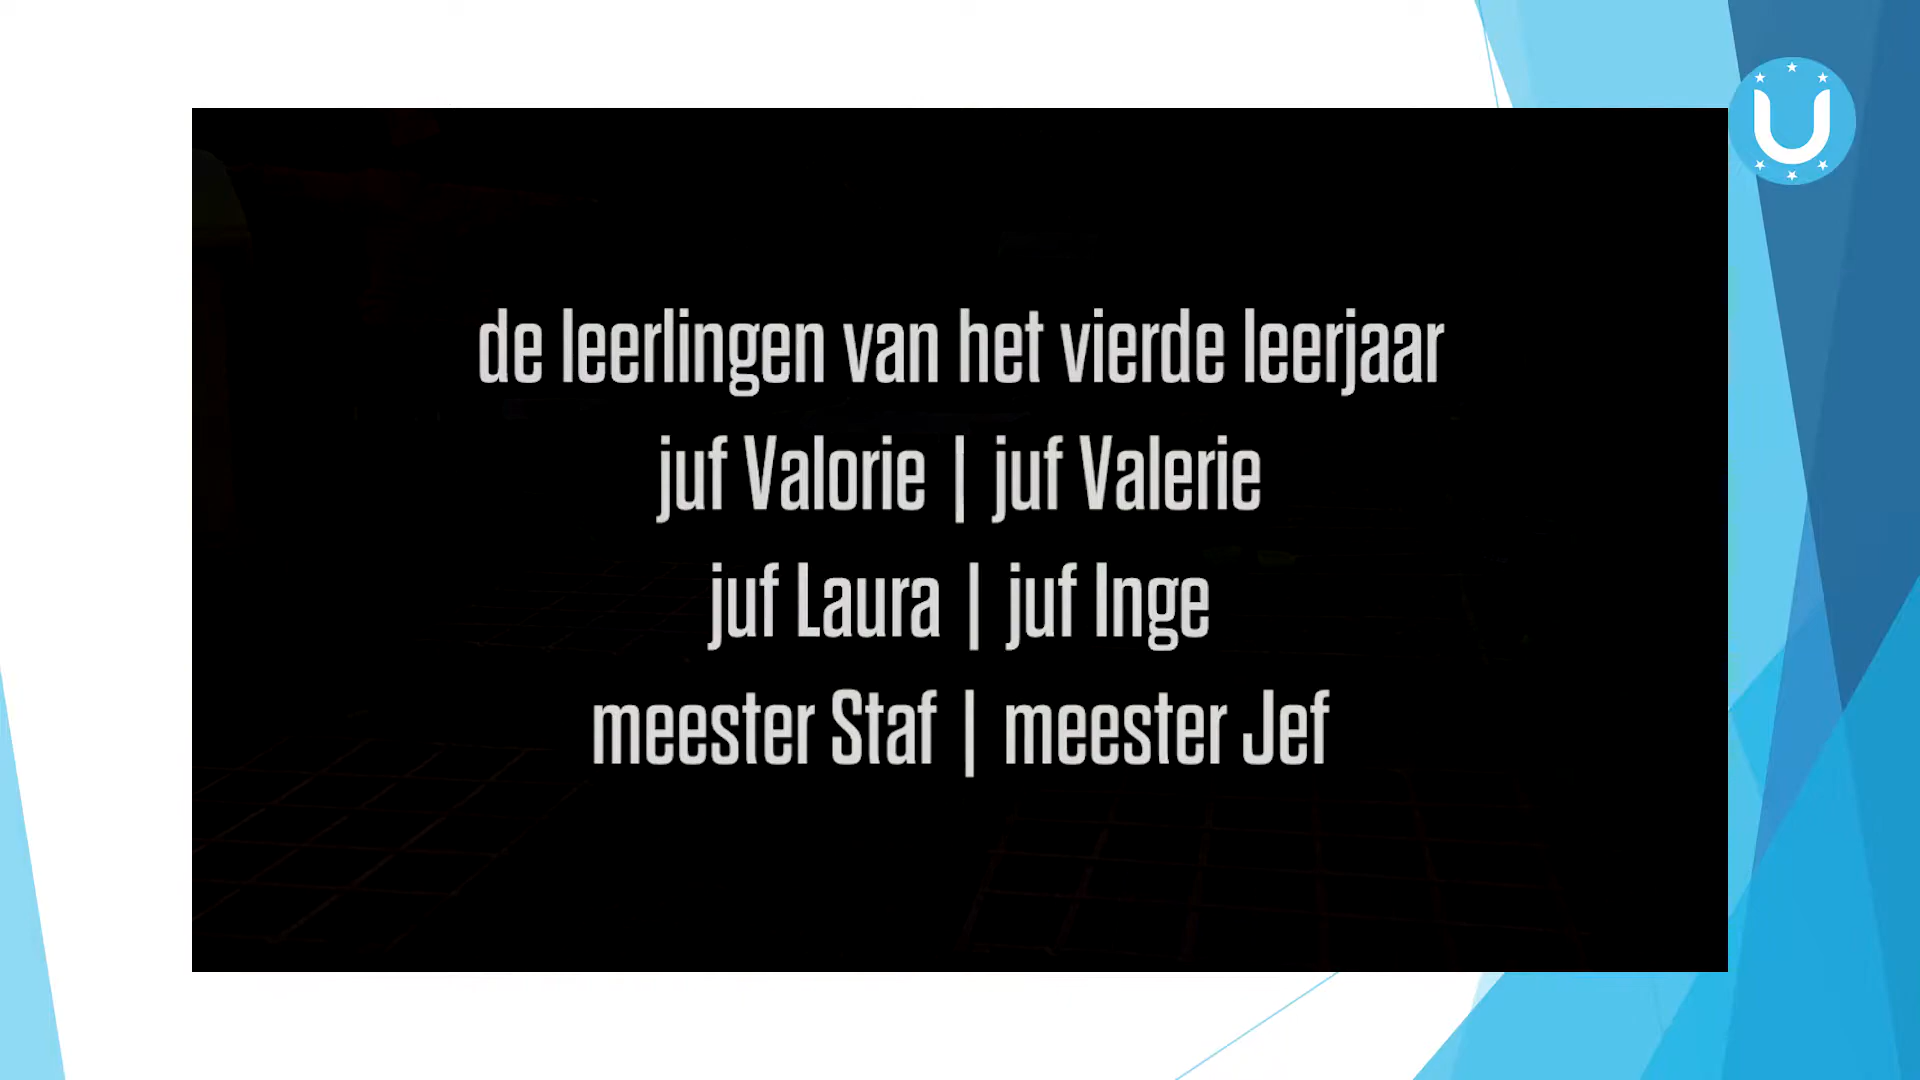 de leerlingen van het vierde leerjaar
juf Valorie | juf Valerie
juf Laura | juf Inge
meester Staf | meester Jef
U